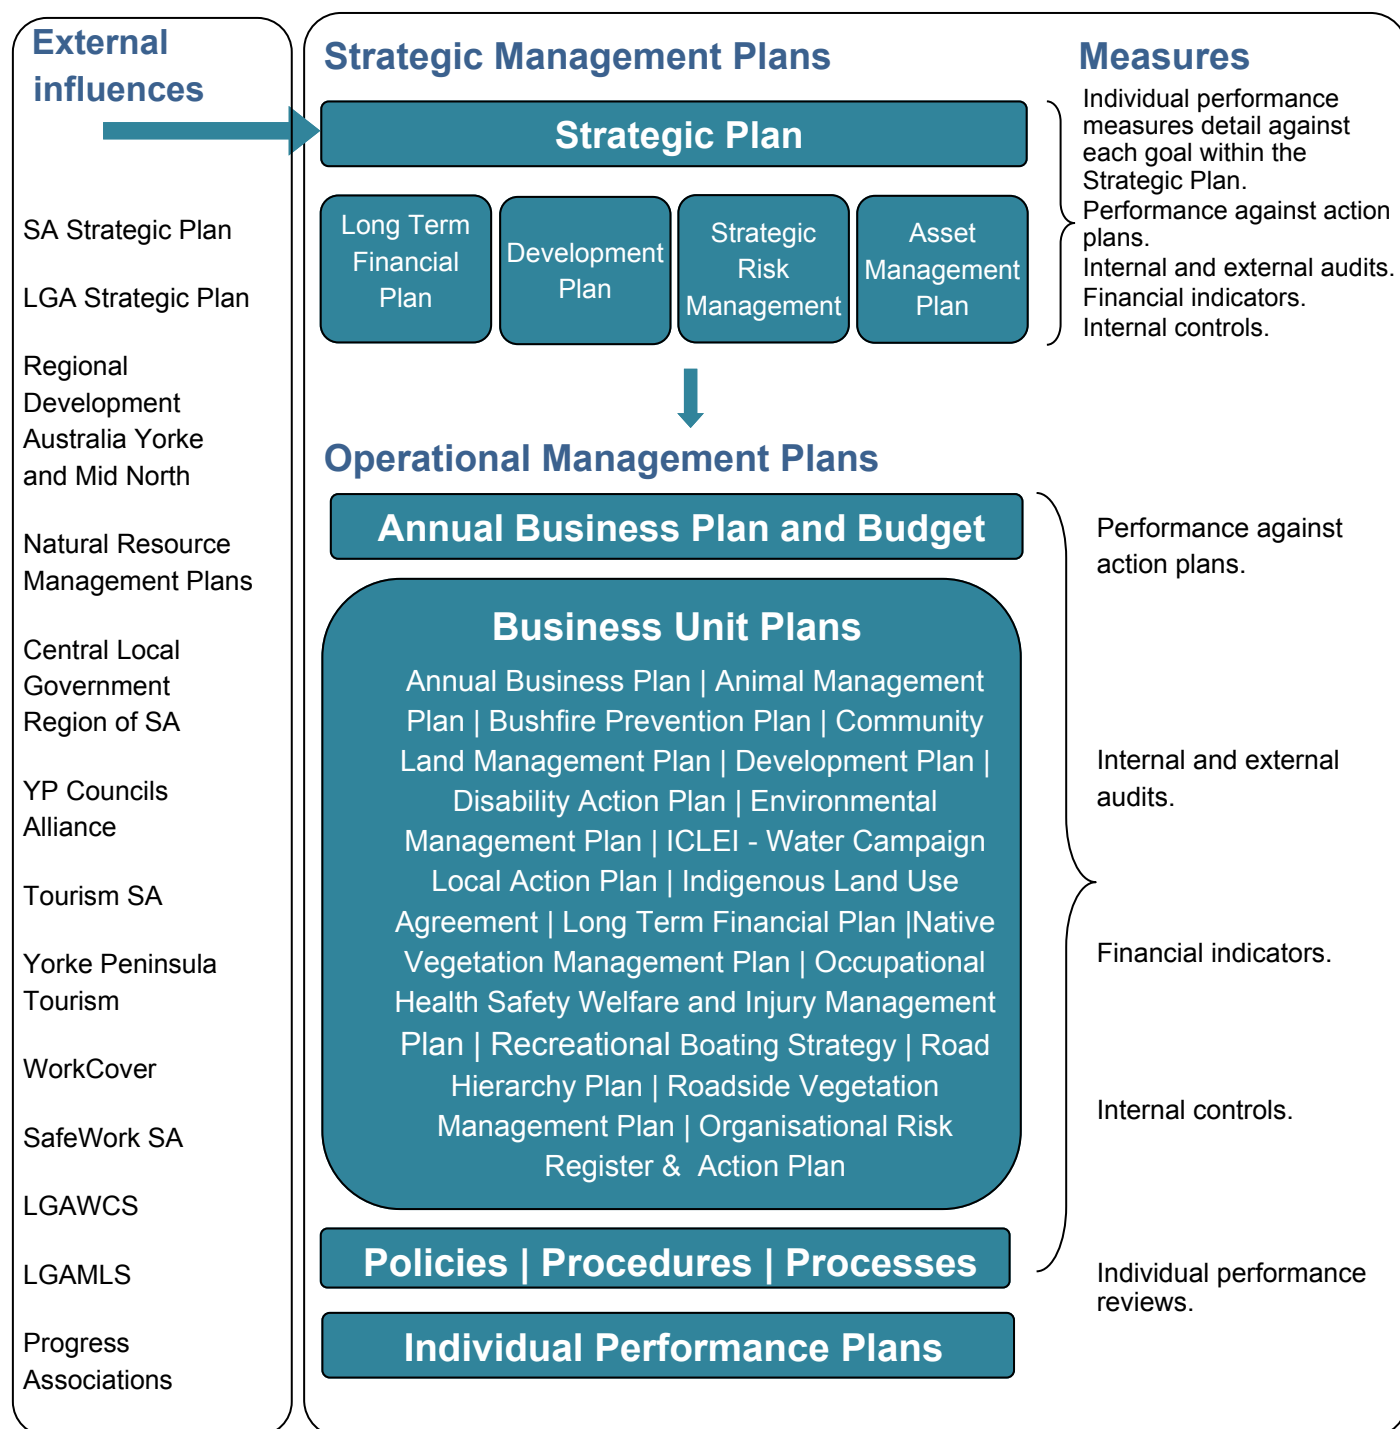 External
influences
SA Strategic Plan
LGA Strategic Plan
Regional
Development
Australia Yorke
and Mid North
Natural Resource
Management Plans
Central Local
Government
Region of SA
YP Councils
Alliance
Tourism SA
Yorke Peninsula
Tourism
WorkCover
SafeWork SA
LGAWCS
LGAMLS
Progress
Associations
Strategic Management Plans
Strategic Plan
Long Term
Financial
Plan
Development
Plan
Strategic
Risk
Management
Asset
Management
Plan
Measures
Individual performance
measures detail against
each goal within the
Strategic Plan.
Performance against action
plans.
Internal and external audits.
Financial indicators.
Internal controls.
Operational Management Plans
Annual Business Plan and Budget
Business Unit Plans
Annual Business Plan | Animal Management
Plan | Bushfire Prevention Plan | Community
Land Management Plan | Development Plan |
Disability Action Plan | Environmental
Management Plan | ICLEI - Water Campaign
Local Action Plan | Indigenous Land Use
Agreement | Long Term Financial Plan |Native
Vegetation Management Plan | Occupational
Health Safety Welfare and Injury Management
Plan | Recreational Boating Strategy | Road
Hierarchy Plan | Roadside Vegetation
Management Plan | Organisational Risk
Register &  Action Plan
Policies | Procedures | Processes
Individual Performance Plans
Performance against
action plans.
Internal and external
audits.
Financial indicators.
Internal controls.
Individual performance
reviews.